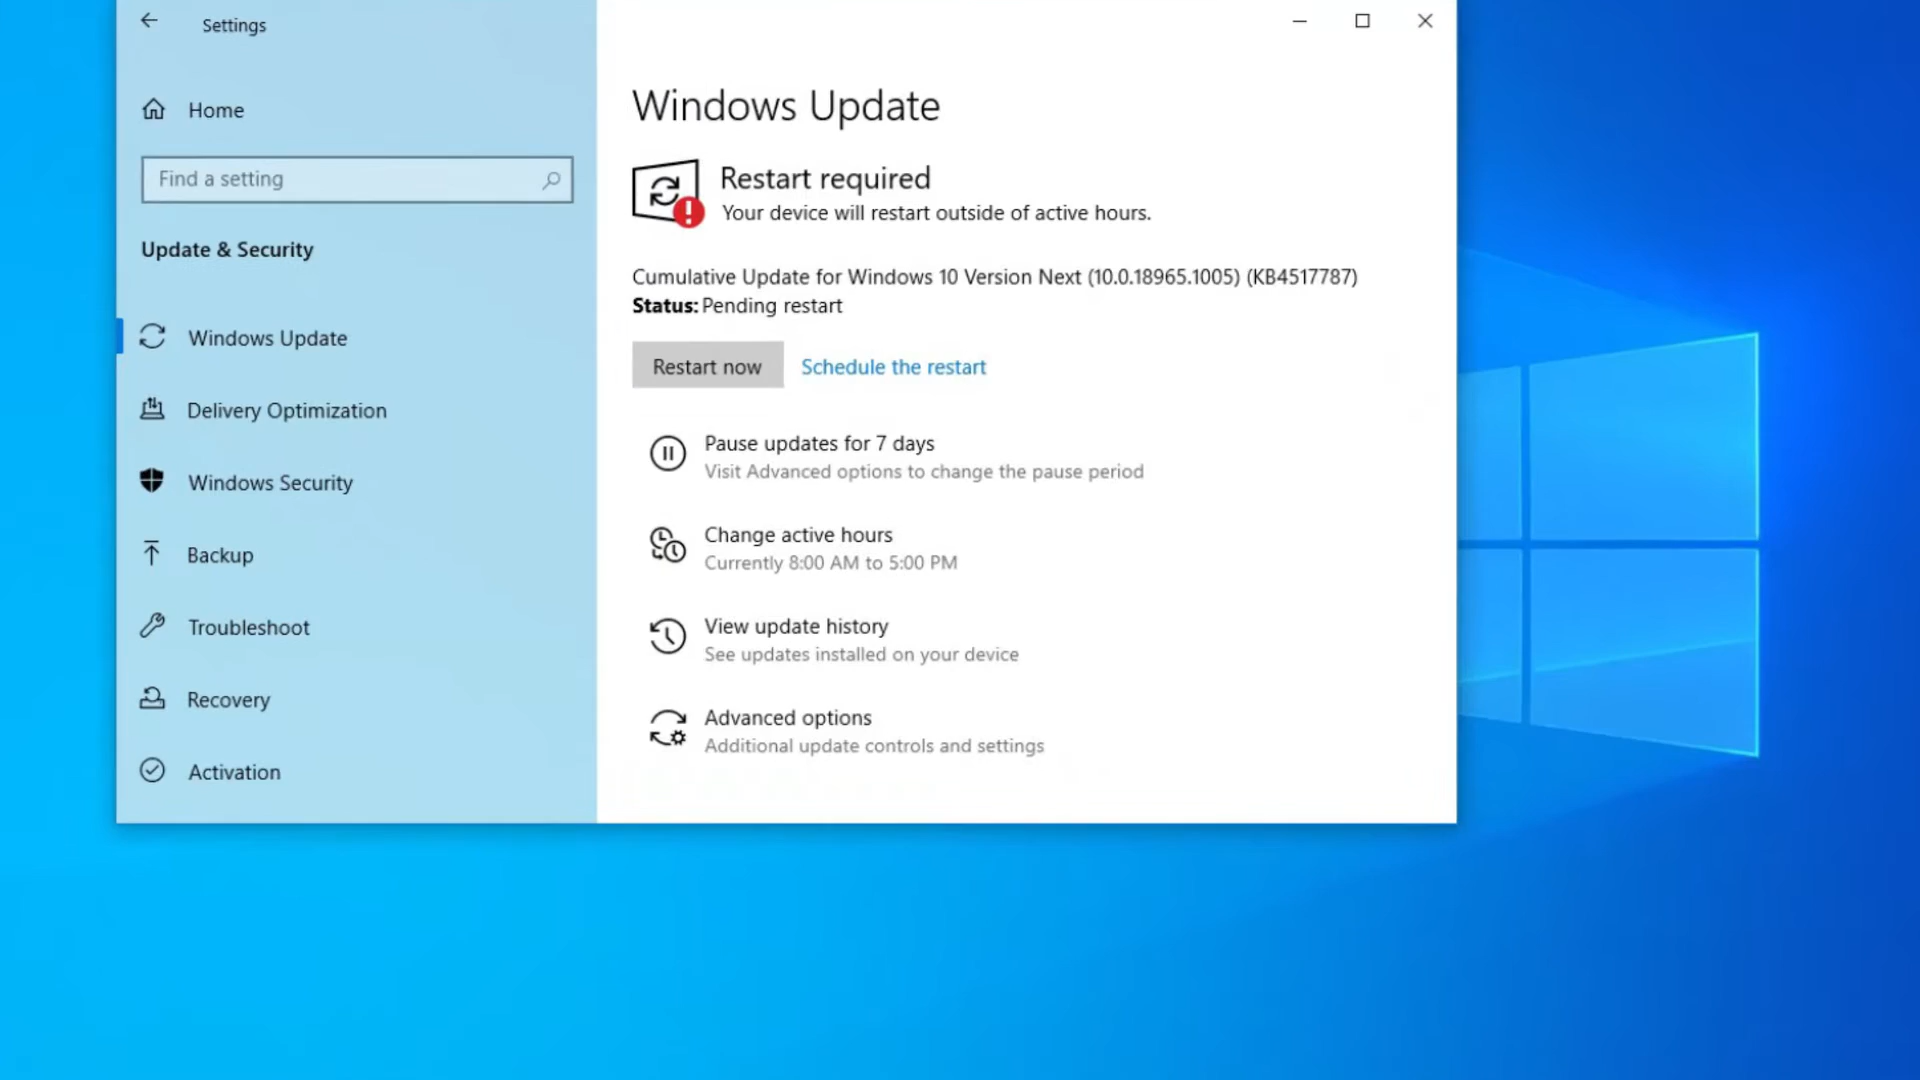 Settings
Home
Find a setting
Update & Security
Windows Update
Delivery Optimization
Windows Security
Backup
Troubleshoot
Recovery
Activation
Windows Update
Restart required
Your device will restart outside of active hours.
Cumulative Update for Windows 10 Version Next (10.0.18965.1005) (KB4517787)
Status: Pending restart
Restart now Schedule the restart
Pause updates for 7 days
Visit Advanced options to change the pause period
Change active hours
Currently 8:00 AM to 5:00 PM
View update history
See updates installed on your device
Advanced options
Additional update controls and settings